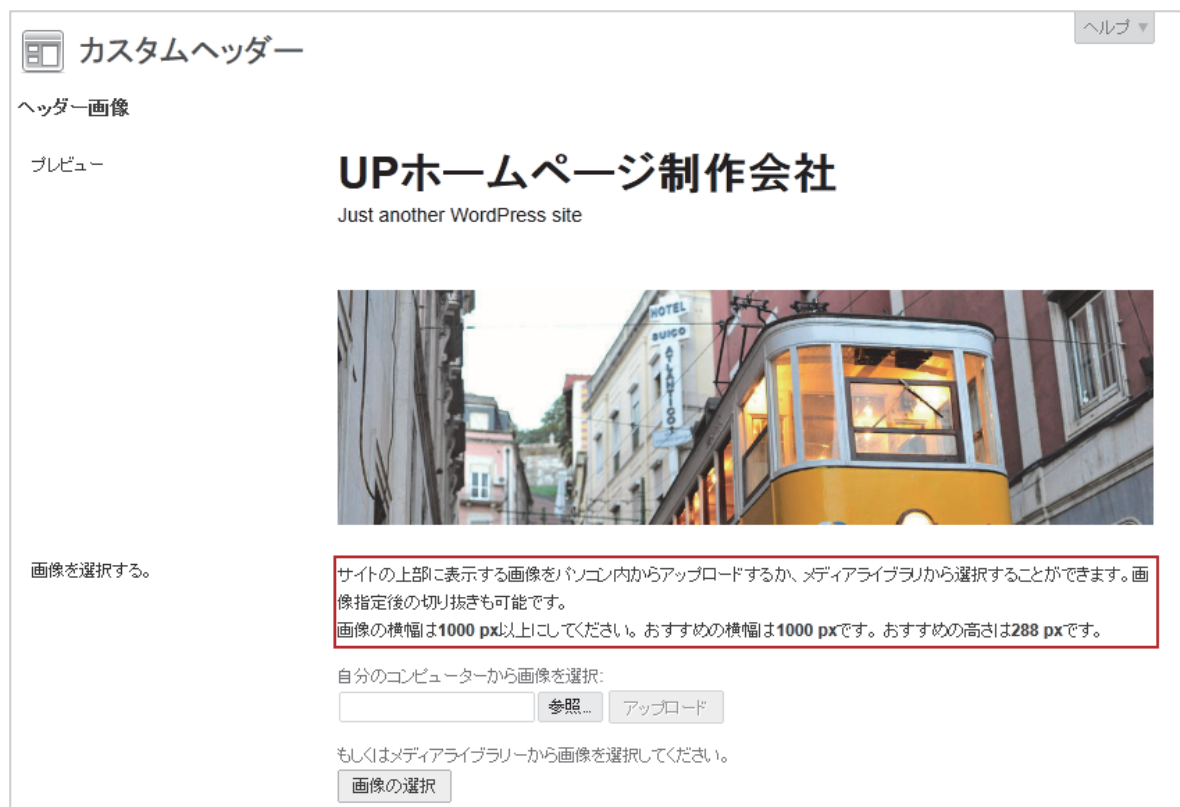 ヘルプ ▼
カスタムヘッダー
ヘッダー画像
プレビュー
UPホームページ制作会社
Just another WordPress site
HOTEL
SUICO
ATLANTICO
画像を選択する。
サイトの上部に表示する画像をパソコン内からアップロードするか、メディアライブラリから選択することができます。画
像指定後の切り抜きも可能です。
画像の横幅は1000 px以上にしてください。おすすめの横幅は1000 pxです。おすすめの高さは288 pxです。
自分のコンピューターから画像を選択:
参照... アップロード
もしくはメディアライブラリーから画像を選択してください。
画像の選択